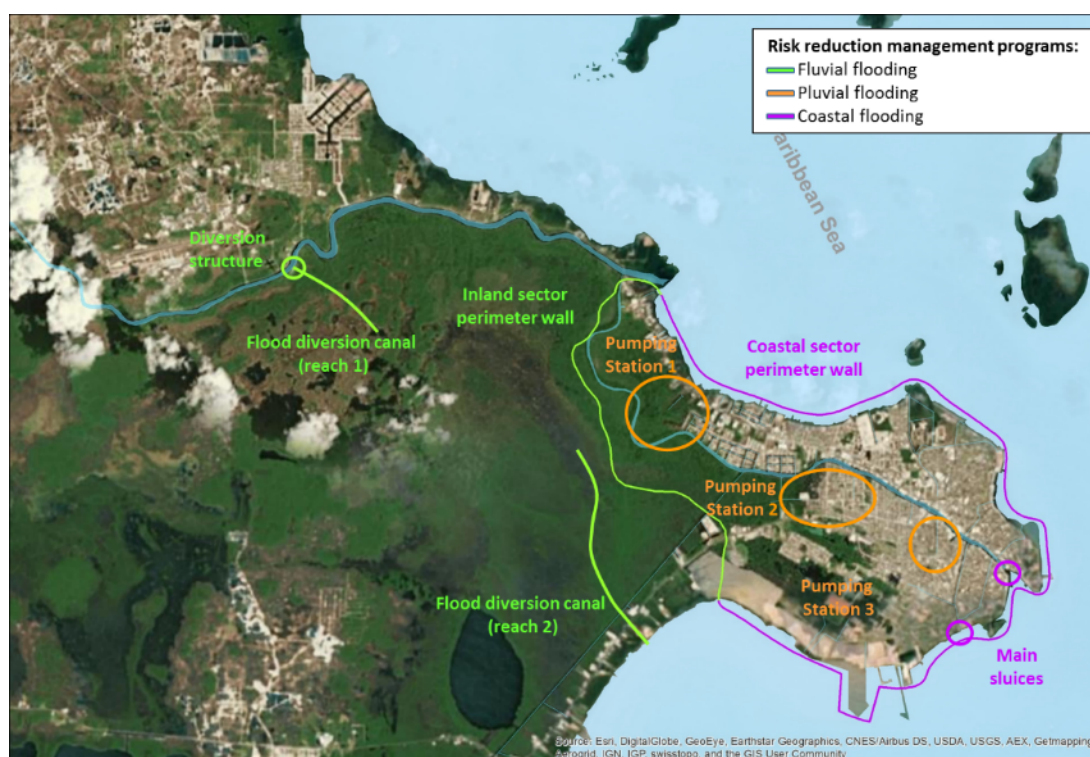 Risk reduction management programs:
Fluvial flooding
Pluvial flooding
Coastal flooding
aribbean Sea
Diversion
structure
Inland sector
perimeter wall
Flood diversion canal
(reach 1)
Pumping
Station 1
Coastal sector
perimeter wall
Pumping
Station 2
Flood diversion canal
(reach 2)
Pumping
Station 3
Main
sluices
Source: Esri, DigitalGlobe, GeoEye, Earthstar Geographics, CNES/Airbus DS, USDA, USGS, AEX, Getmapping
Aerogrid, IGN, IGP, swisstopo, and the GIS User Community